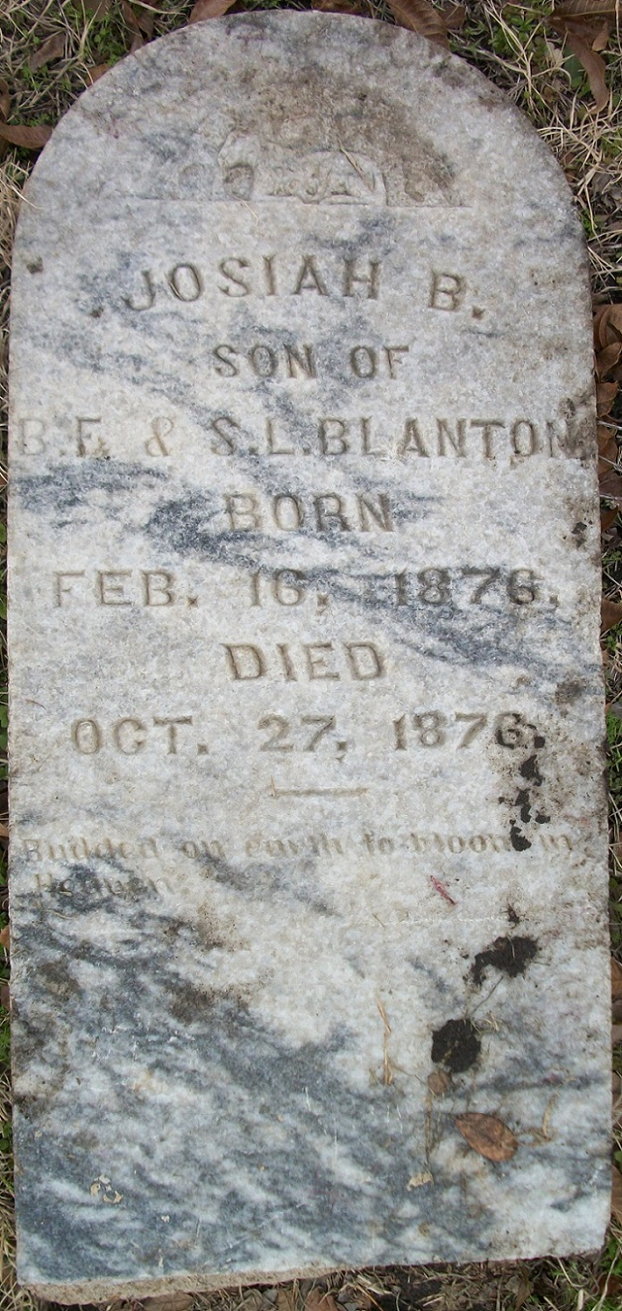 JOSIAH B.
SON OF
B.F. & S.L. BLANTON
BORN
FEB. 16, 1876.
DIED
OCT. 27, 1876.
Budded on earth to bloom in
Heaven.